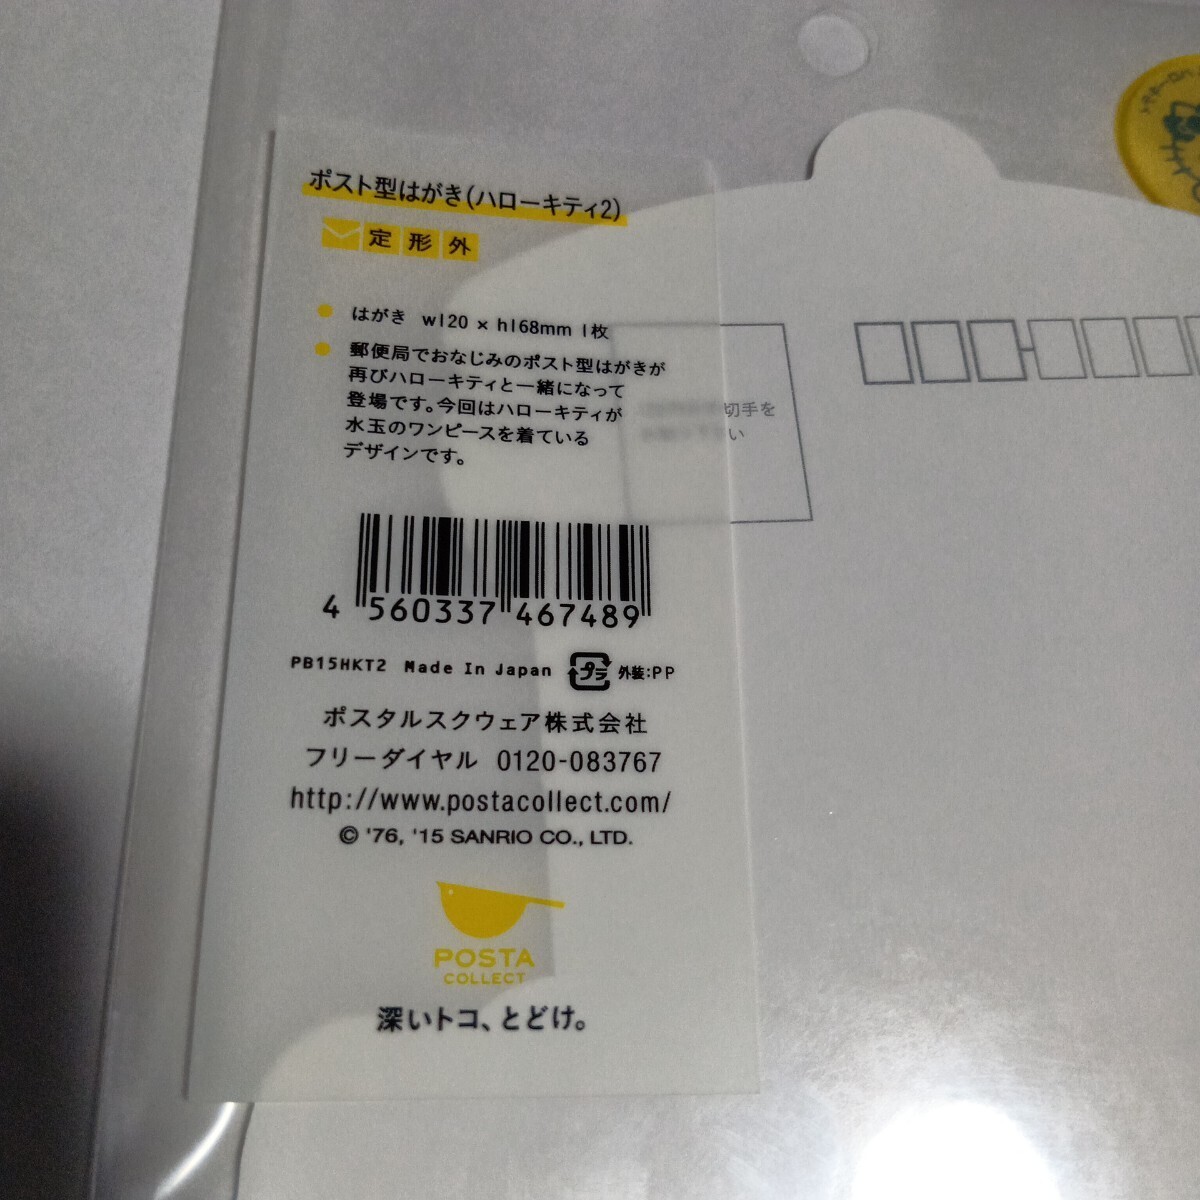 ポスト型はがき(ハローキティ2)
定形外
はがき w120 × h168mm 1枚
郵便局でおなじみのポスト型はがきが
再びハローキティと一緒になって
登場です。今回はハローキティが
水玉のワンピースを着ている
デザインです。
切手を
い
4 560337 467489
PB15HKT2 Made In Japan プラ 外装:PP
ポスタルスクウェア株式会社
フリーダイヤル 0120-083767
http://www.postacollect.com/
© '76, '15 SANRIO CO., LTD.
POSTA
COLLECT
深いトコ、とどけ。